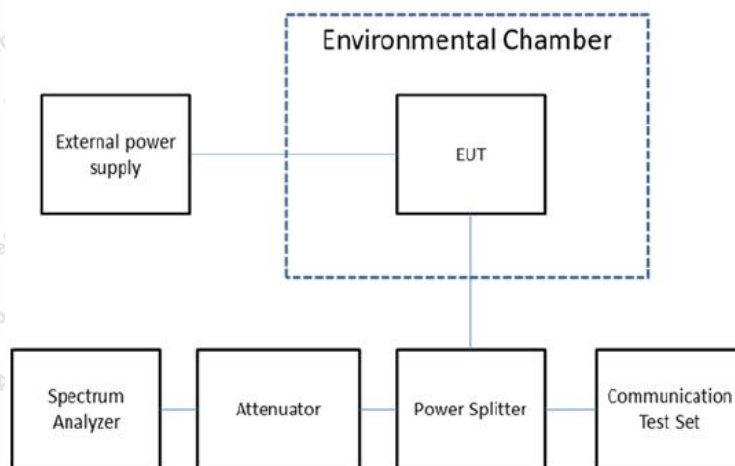 Environmental Chamber
External power
supply
EUT
Spectrum
Analyzer
Attenuator
Power Splitter
Communication
Test Set